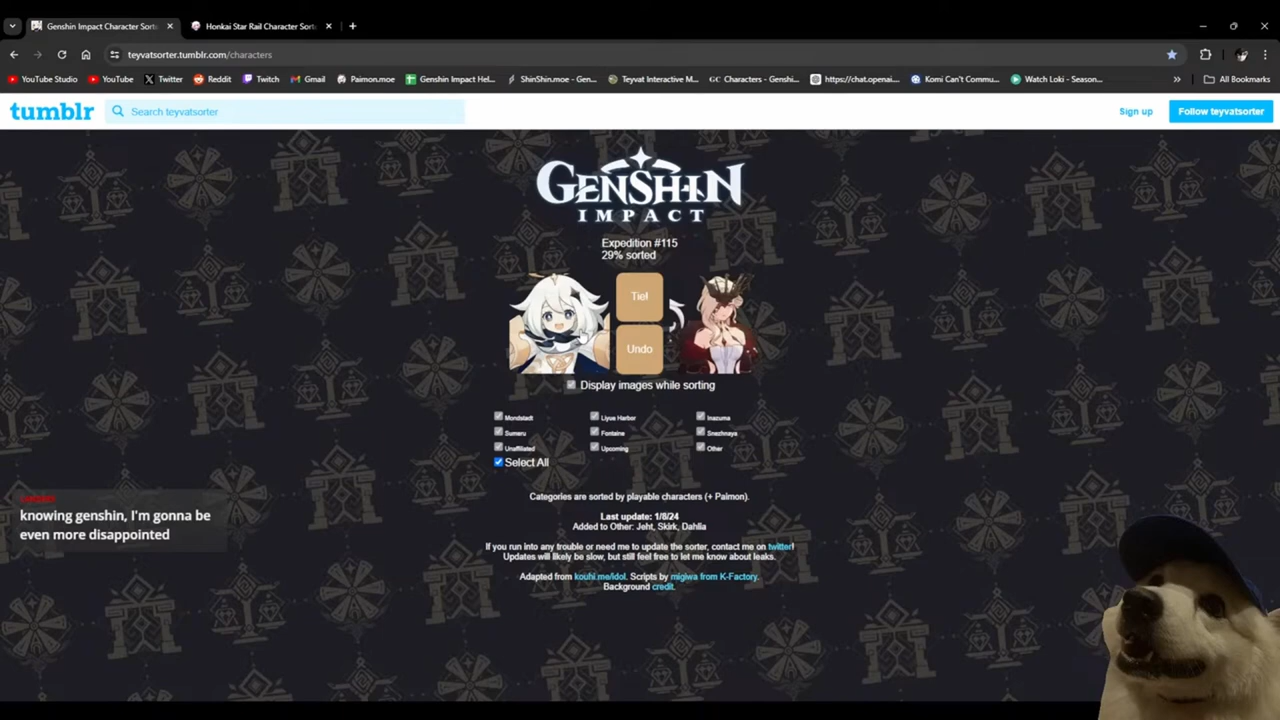 Genshin Impact Character Sort
Honkai Star Rail Character Sort
teyvatsorter.tumblr.com/characters
YouTube Studio
YouTube
Twitter
Reddit
Twitch
Gmail
Paimon.moe
Genshin Impact Hel...
ShinShin.moe - Gen...
Teyvat Interactive M...
GC Characters - Genshi...
https://chat.openai...
Komi Can't Commu...
Watch Loki - Season...
All Bookmarks
tumblr
Search teyvatsorter
Sign up
Follow teyvatsorter
GENSHIN
IMPACT
Expedition #115
29% sorted
Tie!
Undo
Display images while sorting
Mondstadt
Liyue Harbor
Inazuma
Sumeru
Fontaine
Snezhnaya
Unaffiliated
Upcoming
Other
Select All
Categories are sorted by playable characters (+ Paimon).
Last update: 1/8/24
Added to Other: Jeht, Skirk, Dahlia
If you run into any trouble or need me to update the sorter, contact me on twitter!
Updates will likely be slow, but still feel free to let me know about leaks.
Adapted from kouhi.me/idol. Scripts by migiwa from K-Factory.
Background credit.
knowing genshin, I'm gonna be
even more disappointed